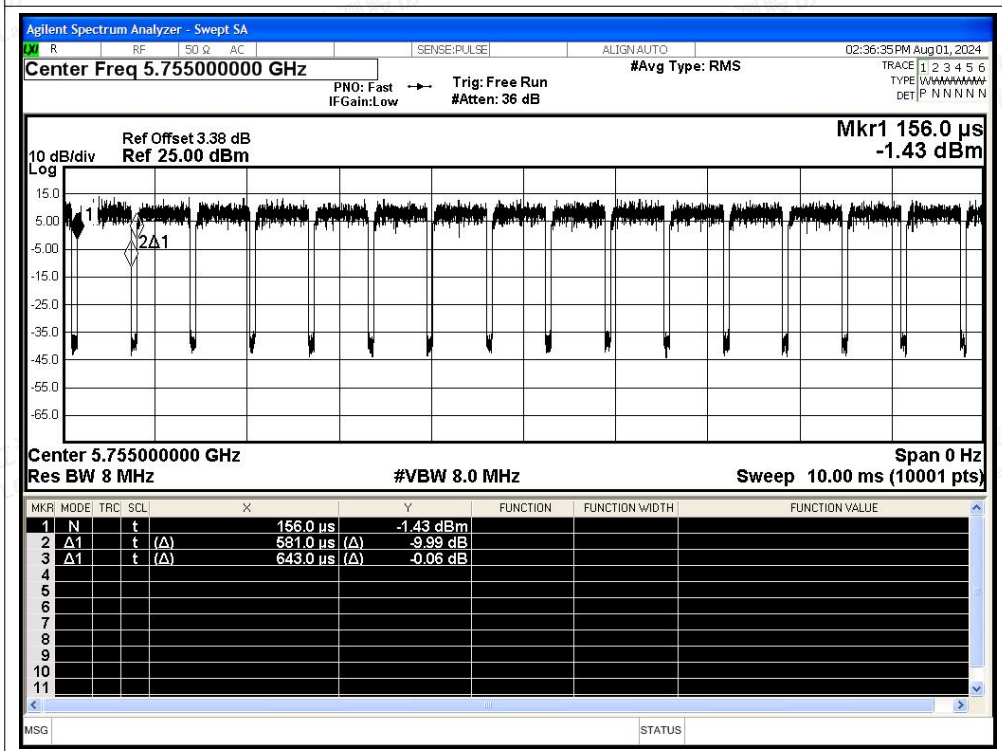 Agilent Spectrum Analyzer - Swept SA
LXI R RF 50 Ω AC SENSE:PULSE ALIGN AUTO 02:36:35 PM Aug 01, 2024
Center Freq 5.755000000 GHz #Avg Type: RMS TRACE 1 2 3 4 5 6
PNO: Fast Trig: Free Run TYPE WWWWWW
IFGain:Low #Atten: 36 dB DET P N N N N N
Mkr1 156.0 µs
-1.43 dBm
Ref Offset 3.38 dB
10 dB/div Ref 25.00 dBm
Log
15.0
5.00
1
2Δ1
-5.00
-15.0
-25.0
-35.0
-45.0
-55.0
-65.0
Center 5.755000000 GHz Span 0 Hz
Res BW 8 MHz #VBW 8.0 MHz Sweep 10.00 ms (10001 pts)
MKR MODE TRC SCL X Y FUNCTION FUNCTION WIDTH FUNCTION VALUE
1 N t 156.0 µs -1.43 dBm
2 Δ1 t (Δ) 581.0 µs (Δ) -9.99 dB
3 Δ1 t (Δ) 643.0 µs (Δ) -0.06 dB
4
5
6
7
8
9
10
11
MSG STATUS